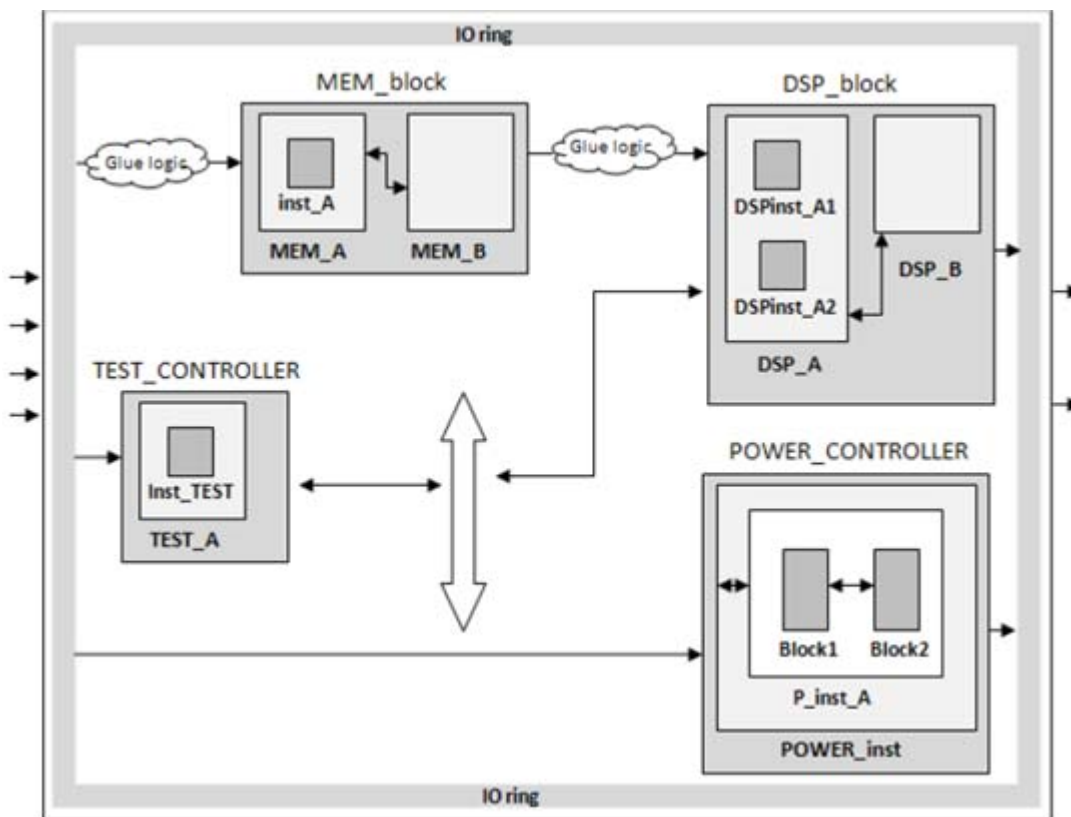 IO ring
MEM_block
DSP_block
Glue logic
Glue logic
inst_A
DSPinst_A1
MEM_A
MEM_B
DSP_B
DSPinst_A2
DSP_A
TEST_CONTROLLER
Inst_TEST
TEST_A
POWER_CONTROLLER
Block1
Block2
P_inst_A
POWER_inst
IO ring